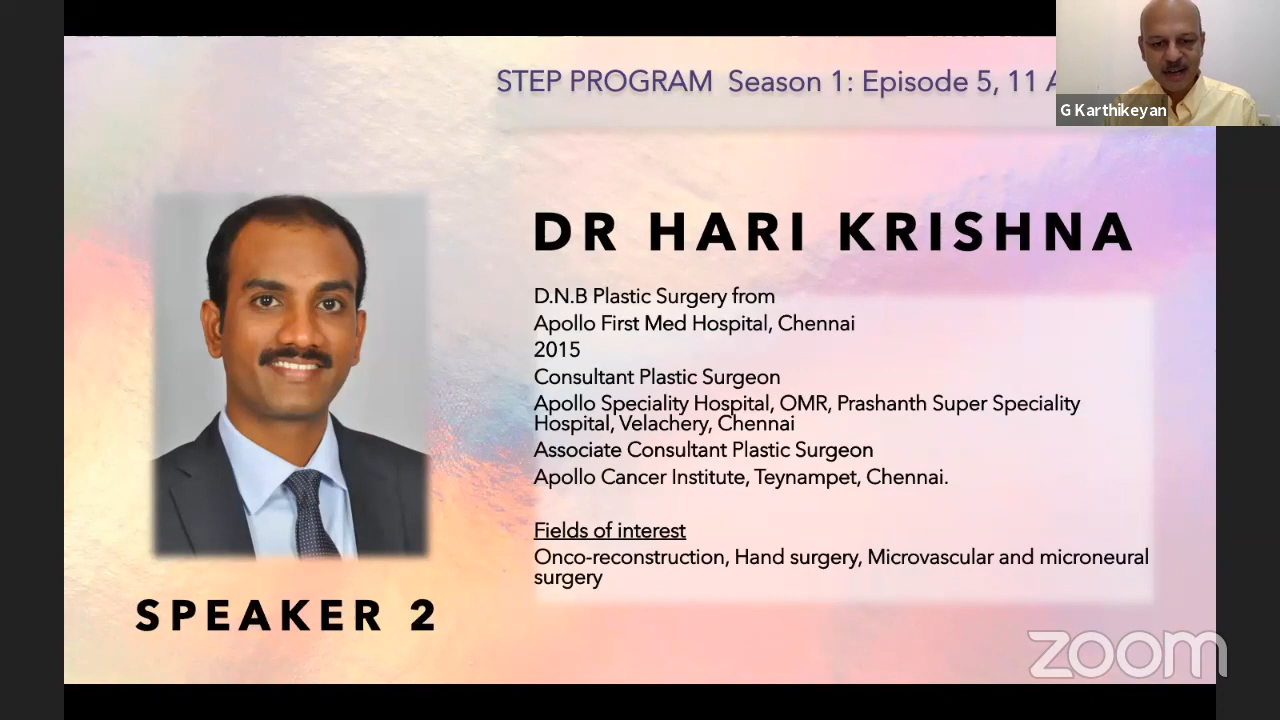 STEP PROGRAM Season 1: Episode 5, 11
G Karthikeyan
DR HARI KRISHNA
D.N.B Plastic Surgery from
Apollo First Med Hospital, Chennai
2015
Consultant Plastic Surgeon
Apollo Speciality Hospital, OMR, Prashanth Super Speciality
Hospital, Velachery, Chennai
Associate Consultant Plastic Surgeon
Apollo Cancer Institute, Teynampet, Chennai.
Fields of interest
Onco-reconstruction, Hand surgery, Microvascular and microneural
surgery
SPEAKER 2
zoom